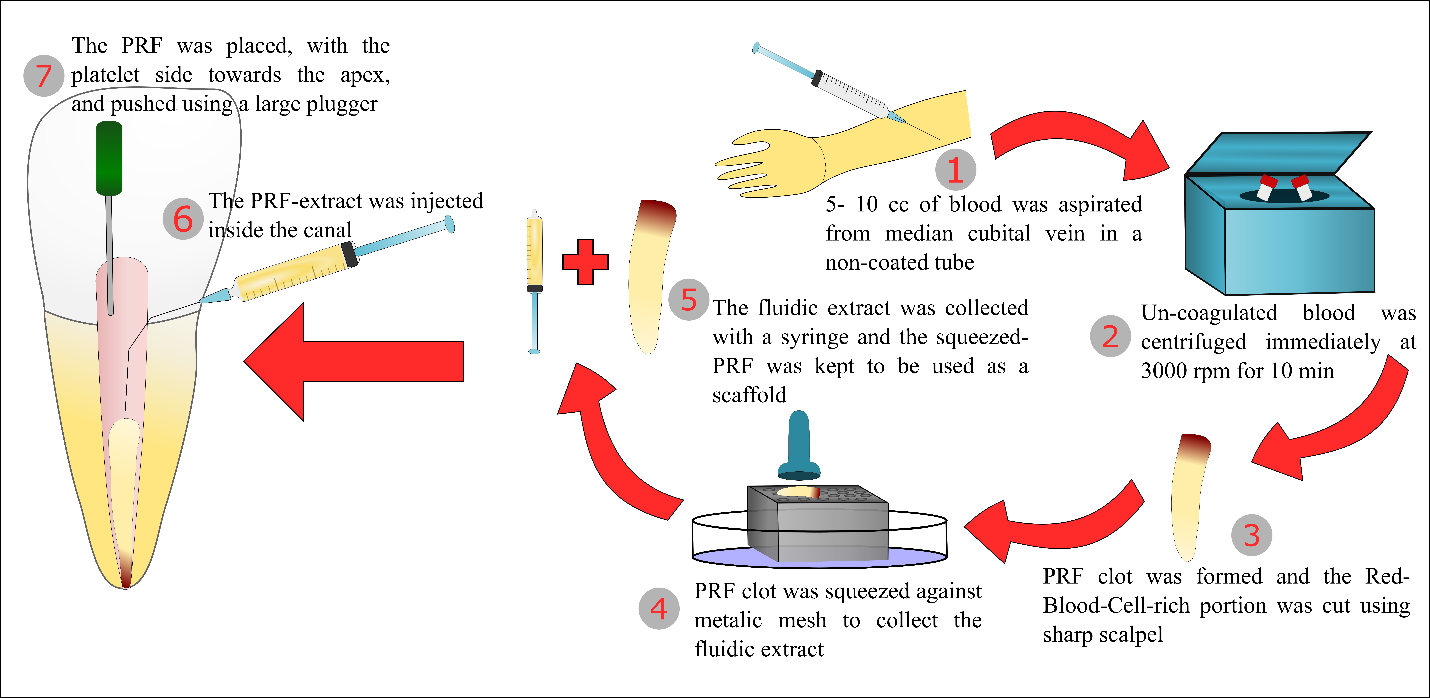 1
5- 10 cc of blood was aspirated
from median cubital vein in a
non-coated tube
2
Un-coagulated blood was
centrifuged immediately at
3000 rpm for 10 min
3
PRF clot was formed and the Red-
Blood-Cell-rich portion was cut using
sharp scalpel
4
PRF clot was squeezed against
metalic mesh to collect the
fluidic extract
5
The fluidic extract was collected
with a syringe and the squeezed-
PRF was kept to be used as a
scaffold
6
The PRF-extract was injected
inside the canal
7
The PRF was placed, with the
platelet side towards the apex,
and pushed using a large plugger